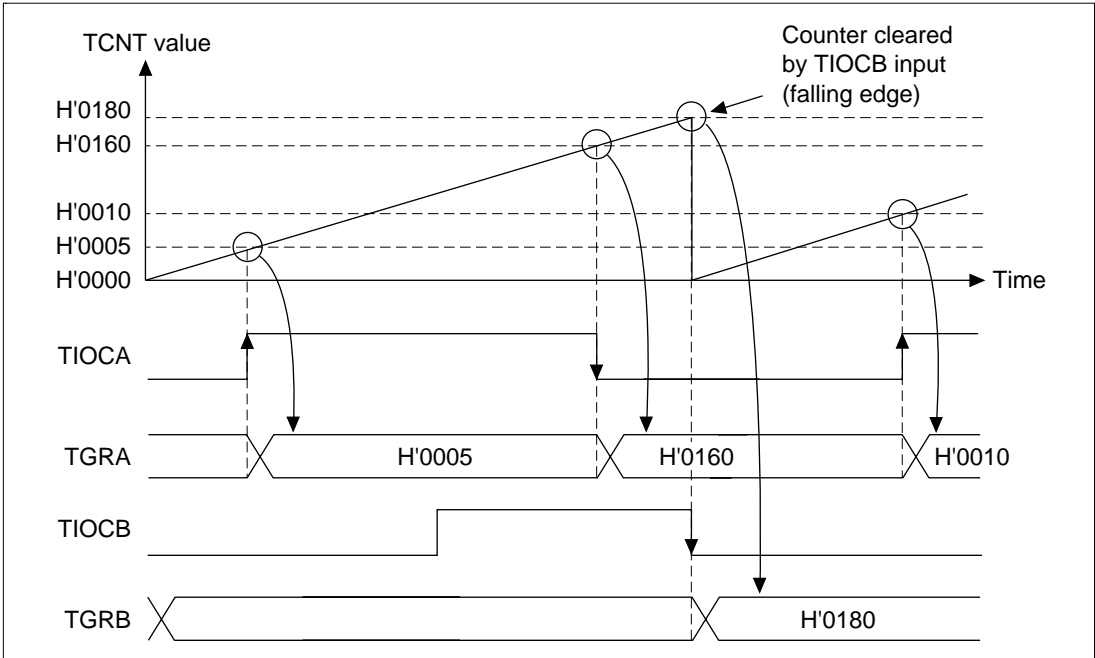 TCNT value
Counter cleared
by TIOCB input
(falling edge)
H'0180
H'0160
H'0010
H'0005
H'0000
Time
TIOCA
TGRA
H'0005
H'0160
H'0010
TIOCB
TGRB
H'0180